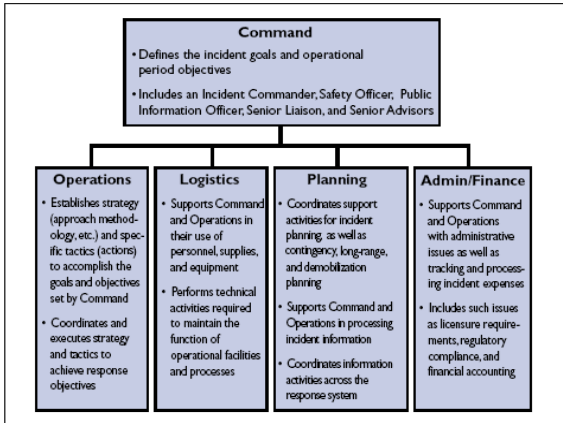 Command
• Defines the incident goals and operational
period objectives
• Includes an Incident Commander, Safety Officer, Public
Information Officer, Senior Liaison, and Senior Advisors
Operations
• Establishes strategy
(approach method-
ology, etc.) and spec-
ific tactics (actions)
to accomplish the
goals and objectives
set by Command
• Coordinates and
executes strategy
and tactics to
achieve response
objectives
Logistics
• Supports Command
and Operations in
their use of
personnel, supplies,
and equipment
• Performs technical
activities required
to maintain the
function of
operational facilities
and processes
Planning
• Coordinates support
activities for incident
planning, as well as
contingency, long-range,
and demobilization
planning
• Supports Command and
Operations in processing
incident information
• Coordinates information
activities across the
response system
Admin/Finance
• Supports Command
and Operations
with administrative
issues as well as
tracking and process-
ing incident expenses
• Includes such issues
as licensure require-
ments, regulatory
compliance, and
financial accounting